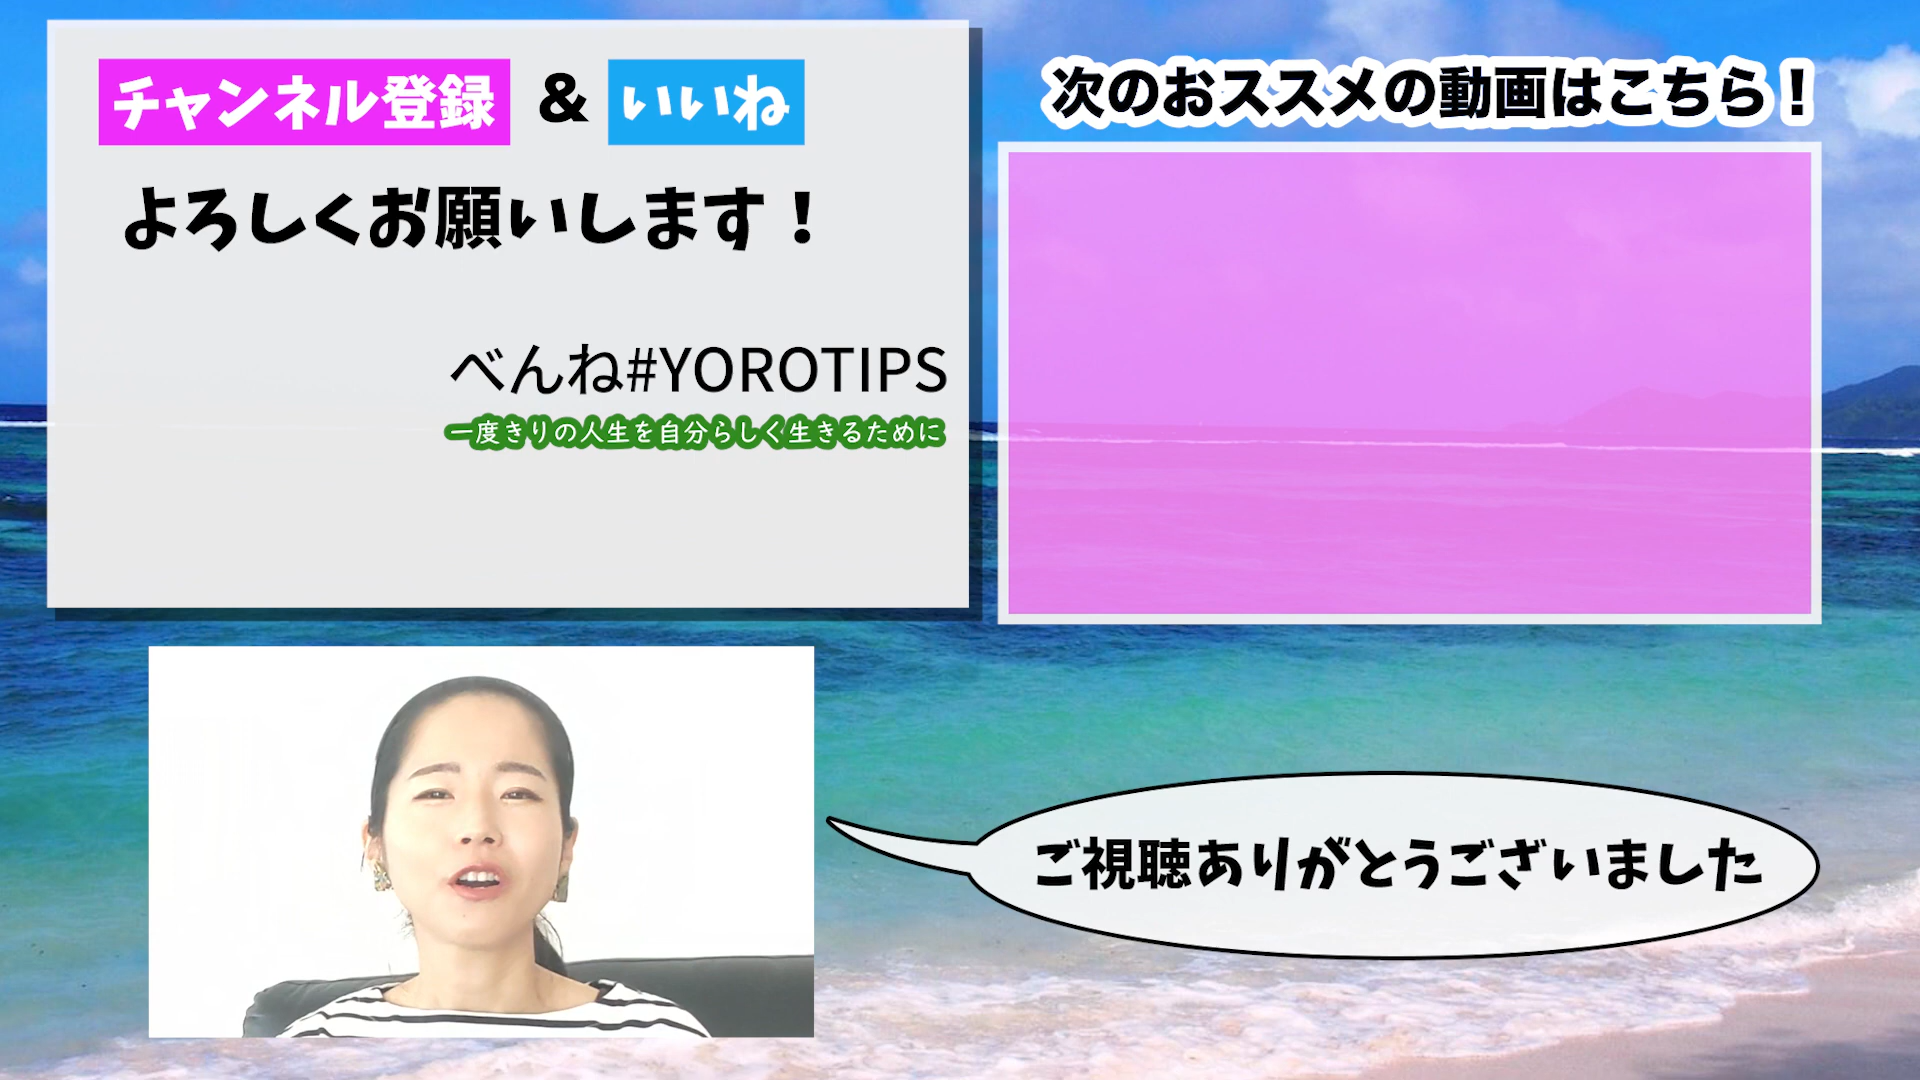 チャンネル登録 & いいね
よろしくお願いします！
べんね#YOROTIPS
一度きりの人生を自分らしく生きるために
次のおススメの動画はこちら！
ご視聴ありがとうございました